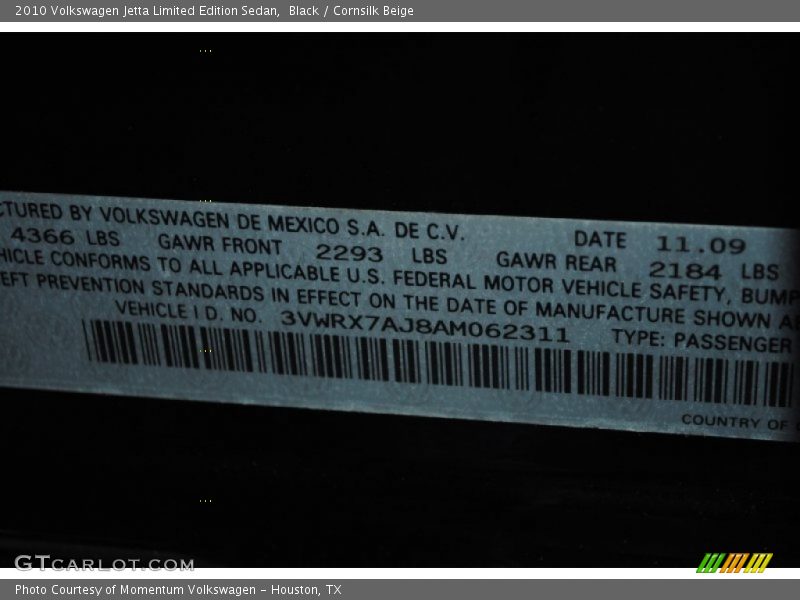 2010 Volkswagen Jetta Limited Edition Sedan, Black / Cornsilk Beige
CTURED BY VOLKSWAGEN DE MEXICO S.A. DE C.V. DATE 11.09
4366 LBS GAWR FRONT 2293 LBS GAWR REAR 2184 LBS
HICLE CONFORMS TO ALL APPLICABLE U.S. FEDERAL MOTOR VEHICLE SAFETY, BUMP
EFT PREVENTION STANDARDS IN EFFECT ON THE DATE OF MANUFACTURE SHOWN A
VEHICLE I D. NO. 3VWRX7AJ8AM062311 TYPE: PASSENGER
COUNTRY OF
GTCARLOT.COM
Photo Courtesy of Momentum Volkswagen - Houston, TX